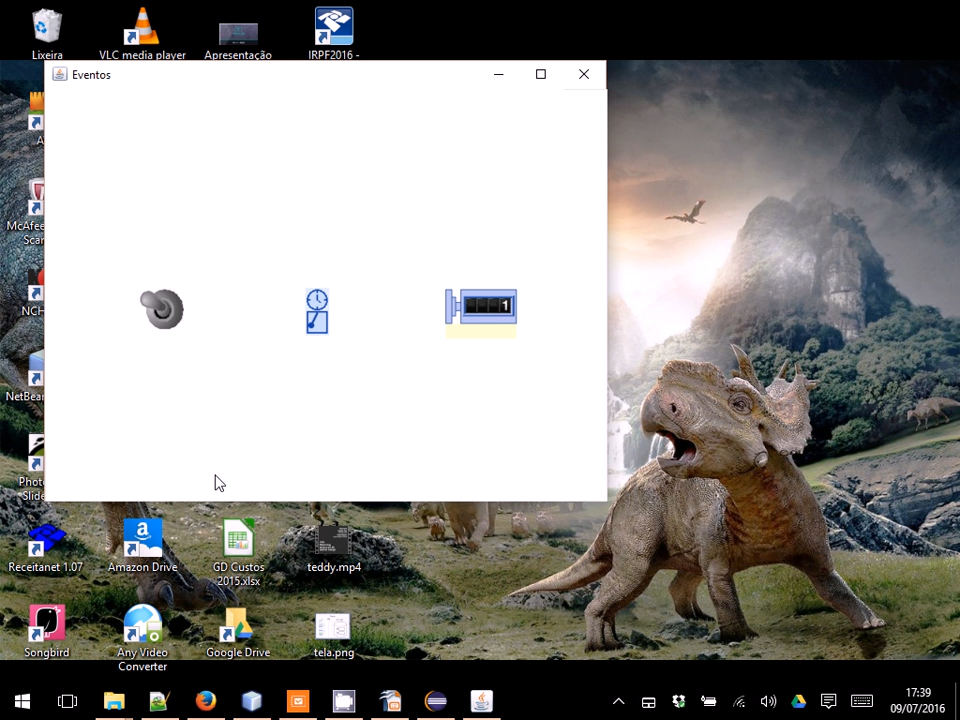 Lixeira
VLC media player
Apresentação
IRPF2016 -
Eventos
1
McAfee
NCH
Receitanet 1.07
Amazon Drive
GD Custos
2015.xlsx
teddy.mp4
Songbird
Any Video
Converter
Google Drive
tela.png
17:39
09/07/2016